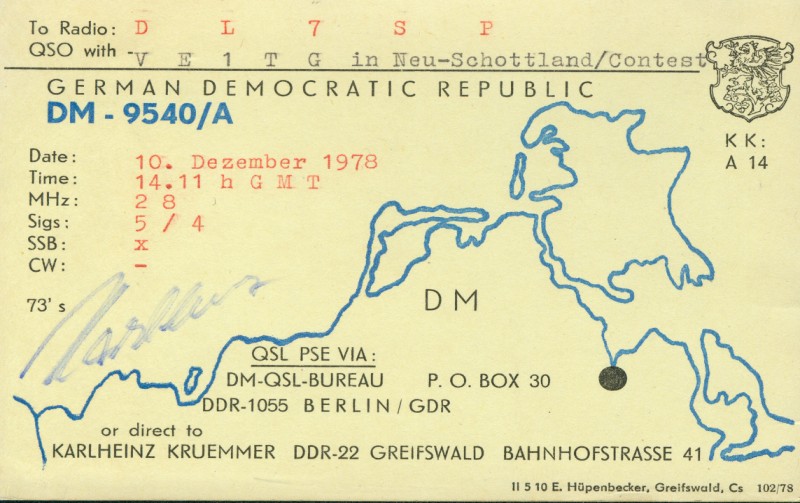 To Radio: D L 7 S P
QSO with - V E 1 T G in Neu-Schottland/Contest
GERMAN DEMOCRATIC REPUBLIC
DM - 9540/A
KK:
A 14
Date: 10. Dezember 1978
Time: 14.11 h G M T
MHz: 2 8
Sigs: 5 / 4
SSB: x
CW: -
73's Karlheinz
DM
QSL PSE VIA:
DM-QSL-BUREAU P. O. BOX 30
DDR-1055 BERLIN/GDR
or direct to
KARLHEINZ KRUEMMER DDR-22 GREIFSWALD BAHNHOFSTRASSE 41
II 5 10 E. Hüpenbecker, Greifswald, Cs 102/78